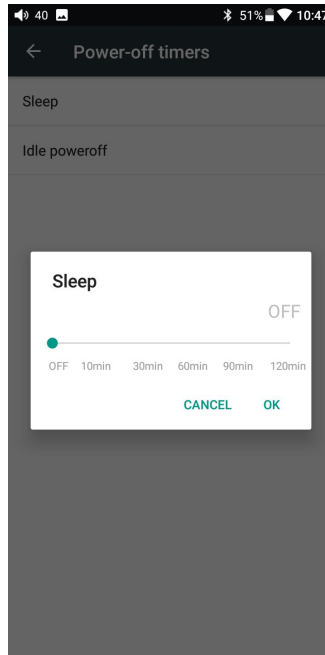 40 51% 10:47
Power-off timers
Sleep
Idle poweroff
Sleep
OFF
OFF 10min 30min 60min 90min 120min
CANCEL OK